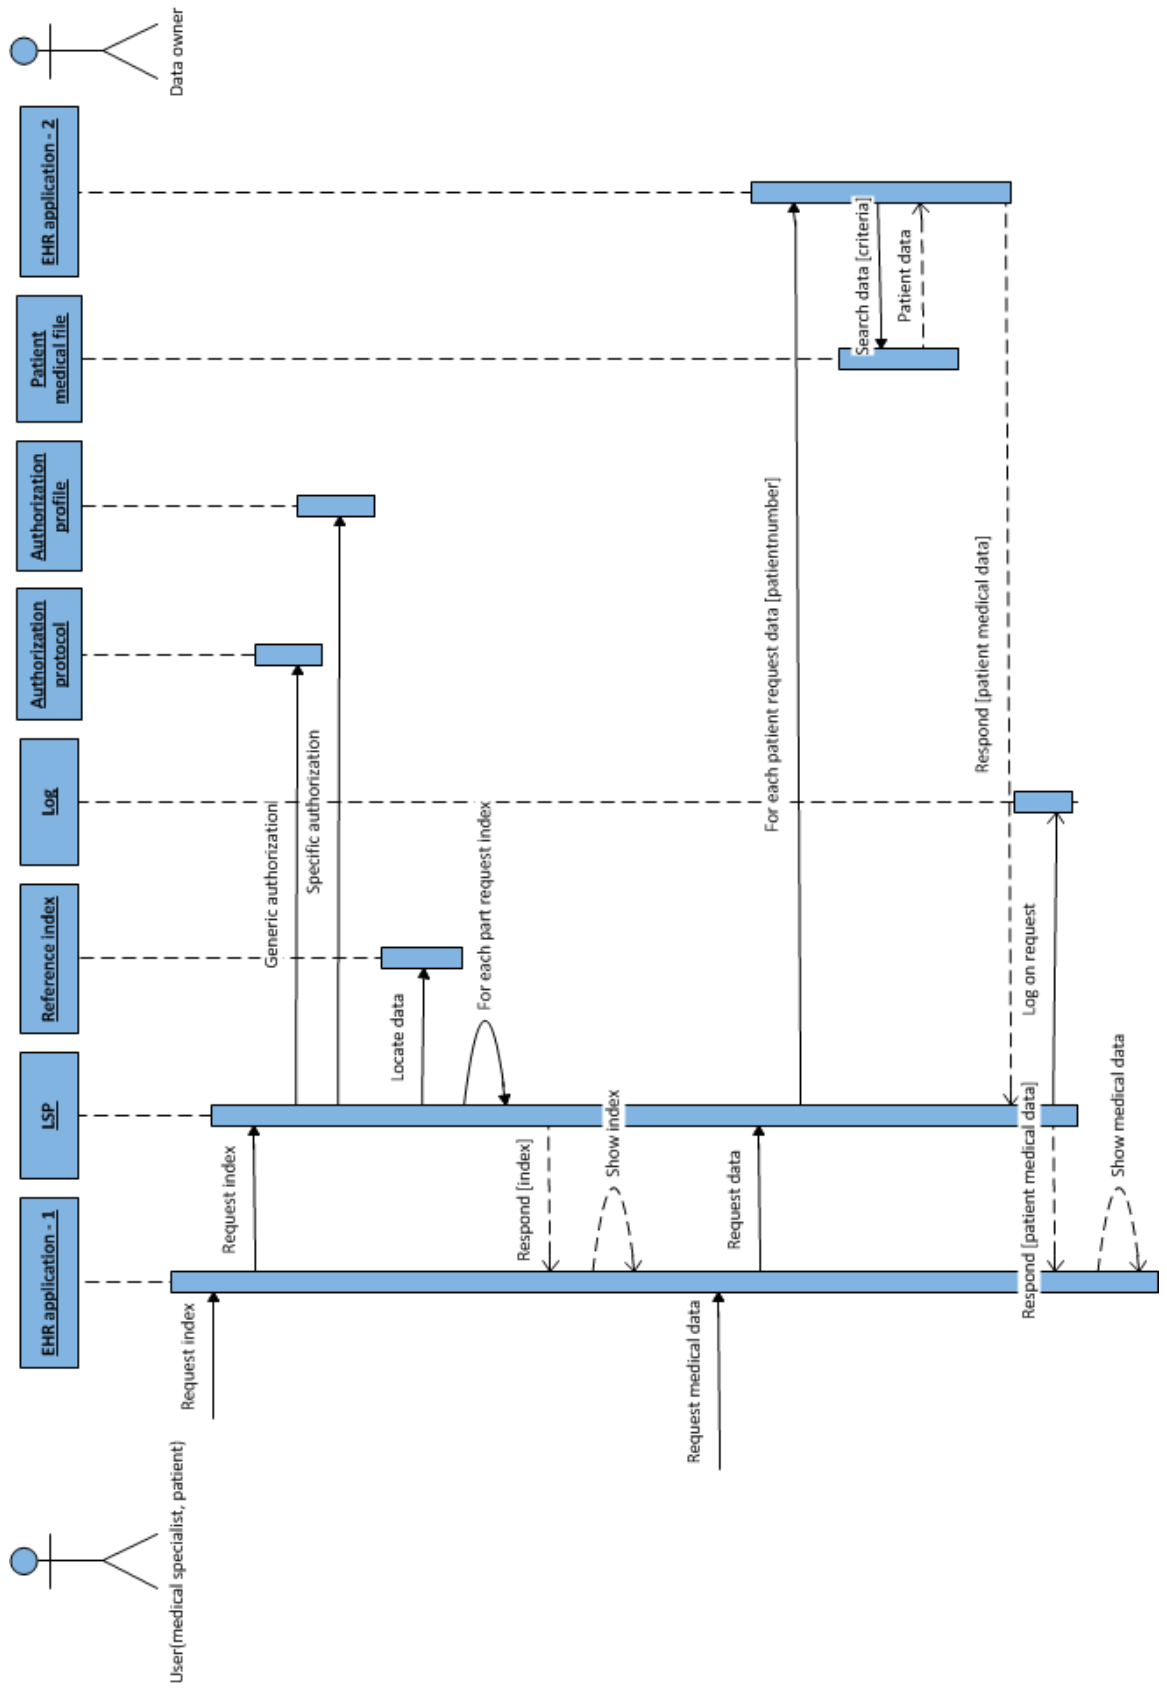 User(medical specialist, patient)
EHR application - 1
LSP
Reference index
Log
Authorization
protocol
Authorization
profile
Patient
medical file
EHR application - 2
Data owner
Request index
Request index
Generic authorization
Specific authorization
Locate data
For each part request index
Respond [index]
Show index
Request medical data
Request data
For each patient request data [patientnumber]
Search data [criteria]
Patient data
Respond [patient medical data]
Log on request
Respond [patient medical data]
Show medical data